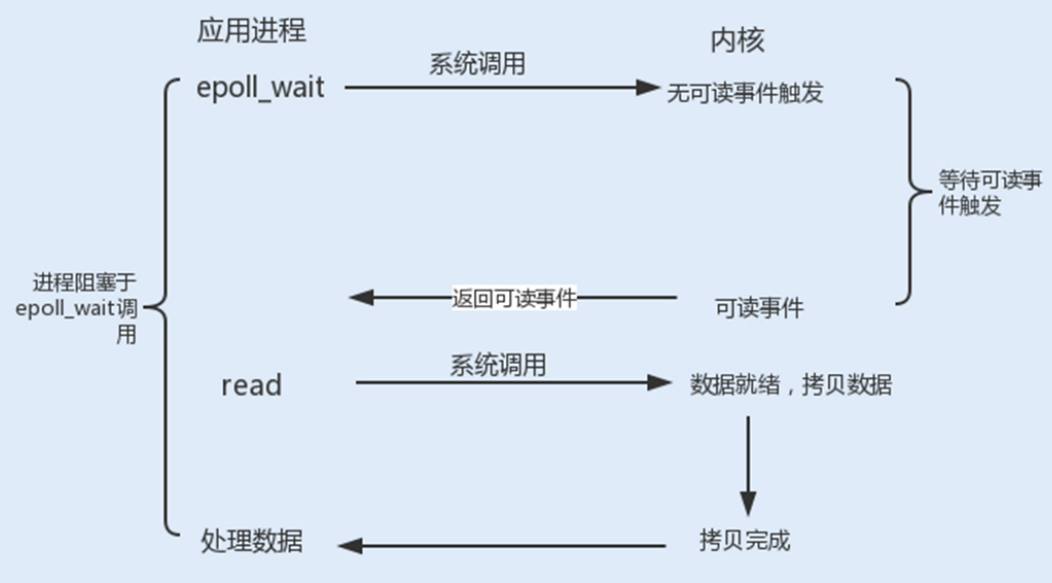 应用进程
内核
系统调用
epoll_wait
无可读事件触发
等待可读事
件触发
进程阻塞于
epoll_wait调
用
返回可读事件
可读事件
系统调用
read
数据就绪，拷贝数据
处理数据
拷贝完成